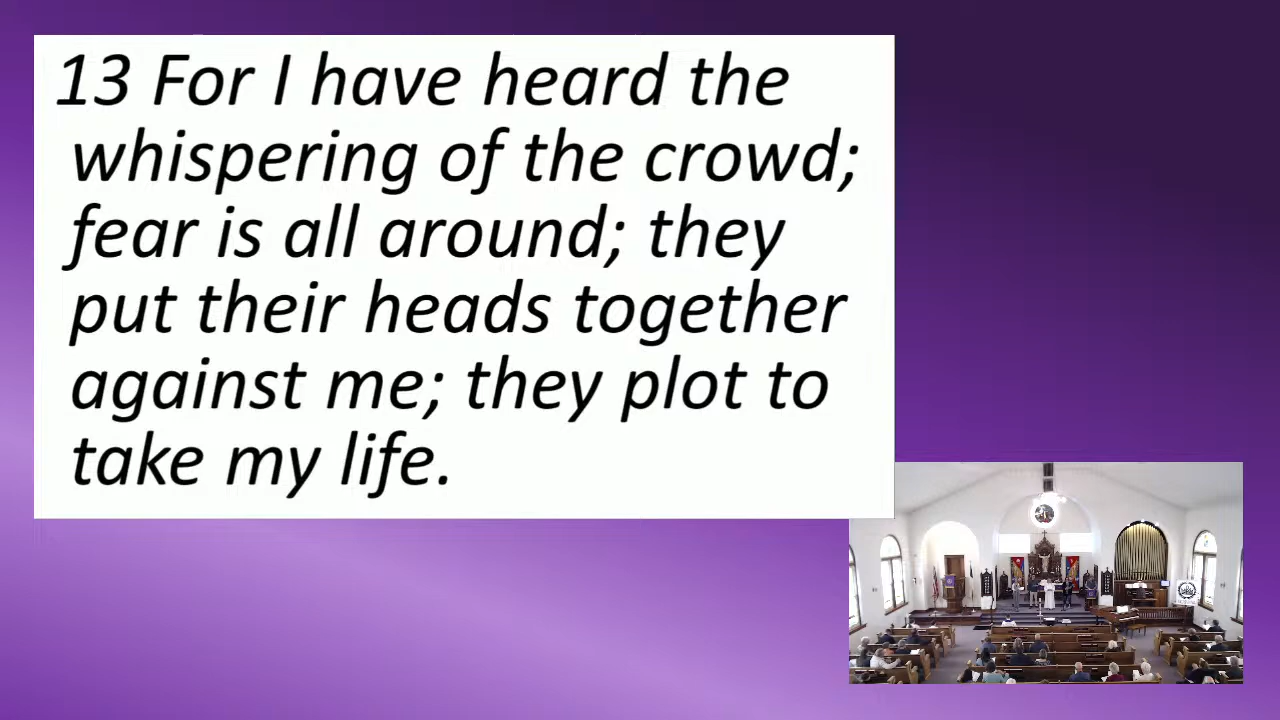 13 For I have heard the
whispering of the crowd;
fear is all around; they
put their heads together
against me; they plot to
take my life.